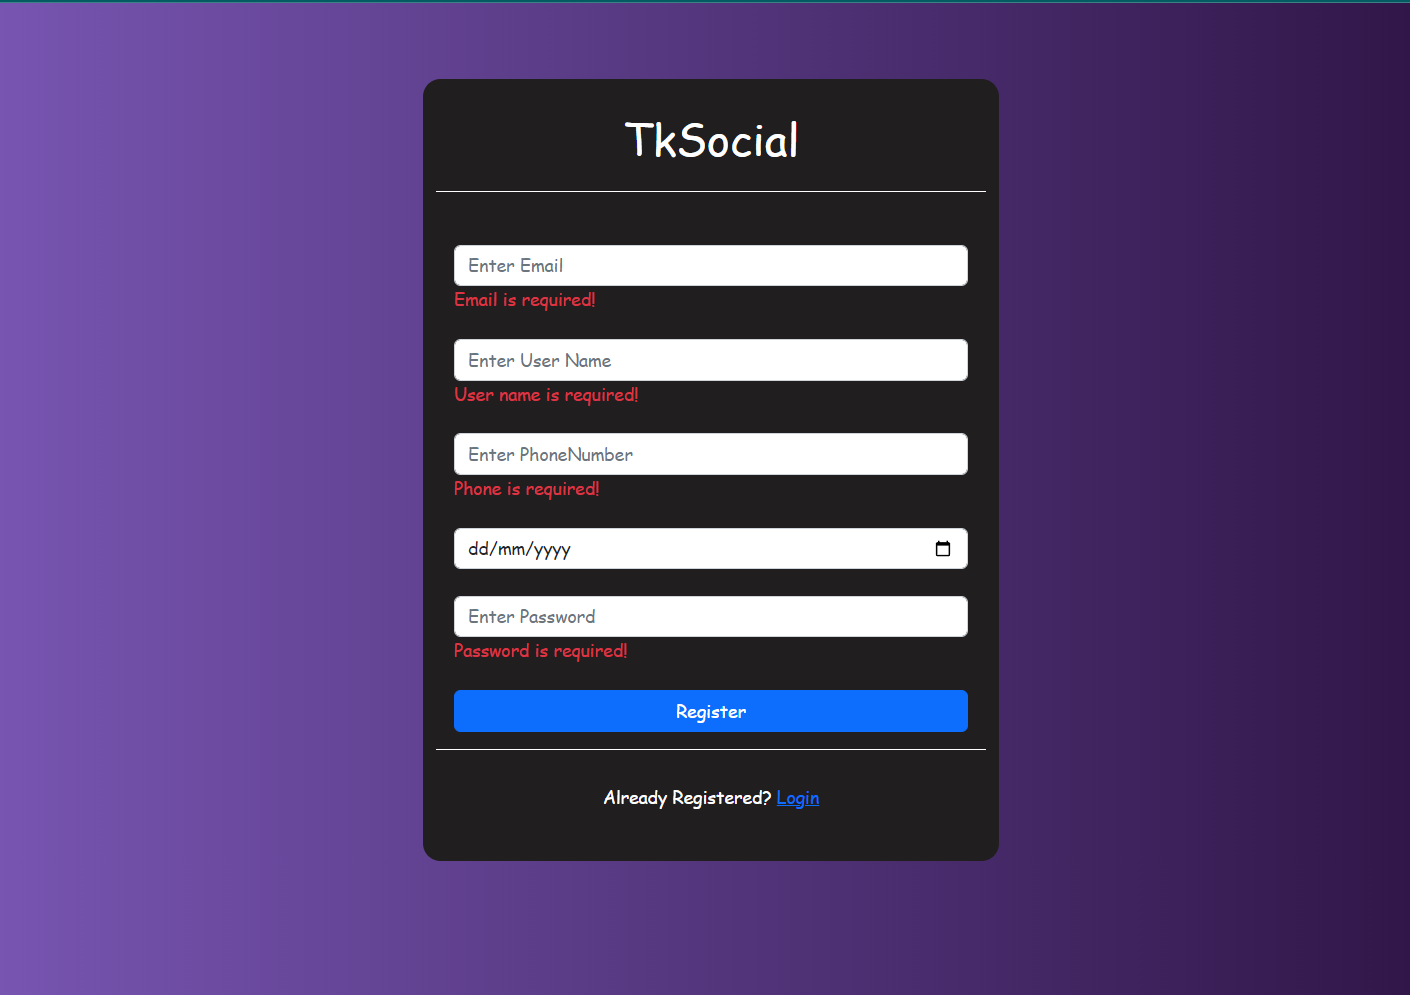 TkSocial
Enter Email
Email is required!
Enter User Name
User name is required!
Enter PhoneNumber
Phone is required!
dd/mm/yyyy
Enter Password
Password is required!
Register
Already Registered? Login